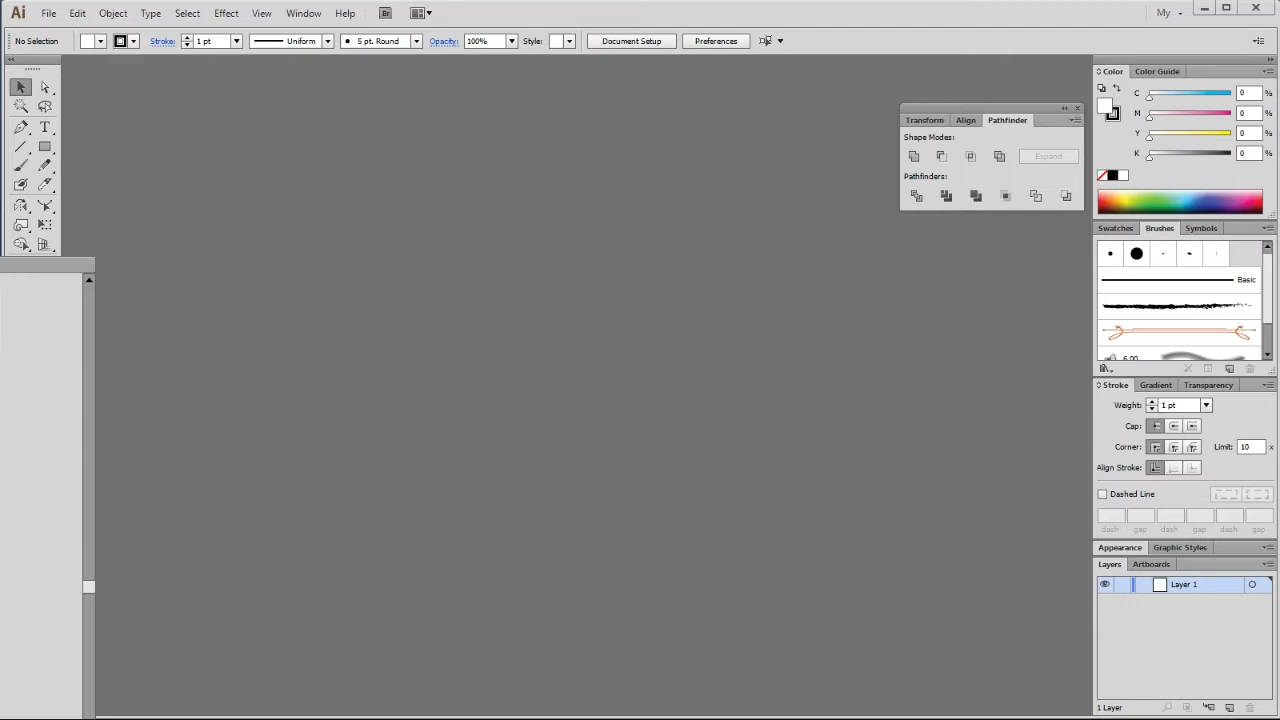 Ai File Edit Object Type Select Effect View Window Help Br My
No Selection Stroke: 1 pt Uniform 5 pt. Round Opacity: 100% Style: Document Setup Preferences
Color Color Guide
C 0 %
M 0 %
Y 0 %
K 0 %
Transform Align Pathfinder
Shape Modes:
Expand
Pathfinders:
Swatches Brushes Symbols
Basic
6.00
Stroke Gradient Transparency
Weight: 1 pt
Cap:
Corner: Limit: 10 x
Align Stroke:
Dashed Line
dash gap dash gap dash gap
Appearance Graphic Styles
Layers Artboards
Layer 1
1 Layer